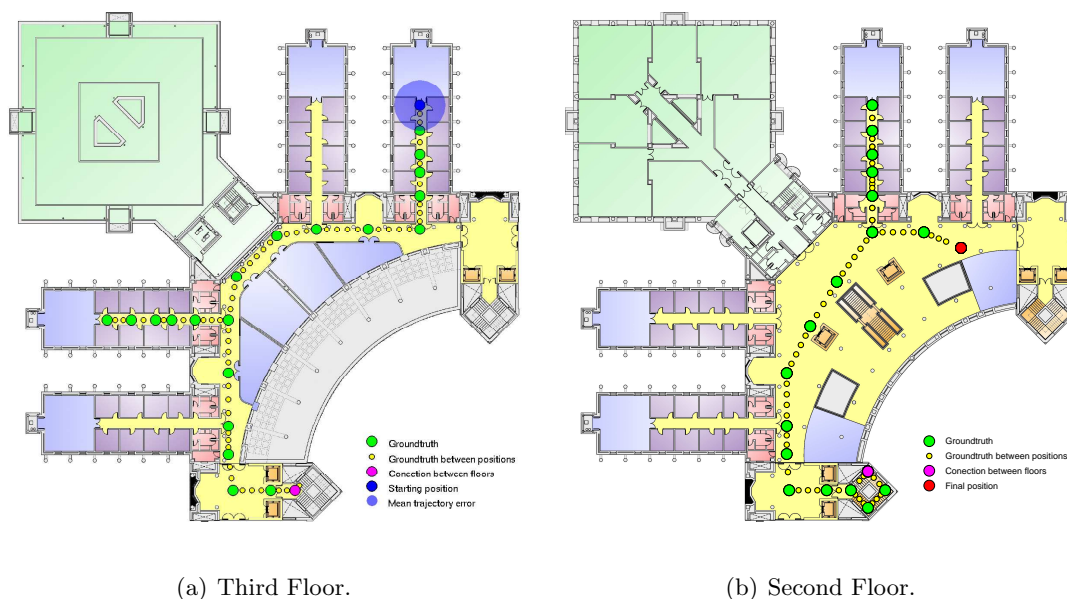 Groundtruth
Groundtruth between positions
Conection between floors
Starting position
Mean trajectory error
Groundtruth
Groundtruth between positions
Conection between floors
Final position
(a) Third Floor.
(b) Second Floor.